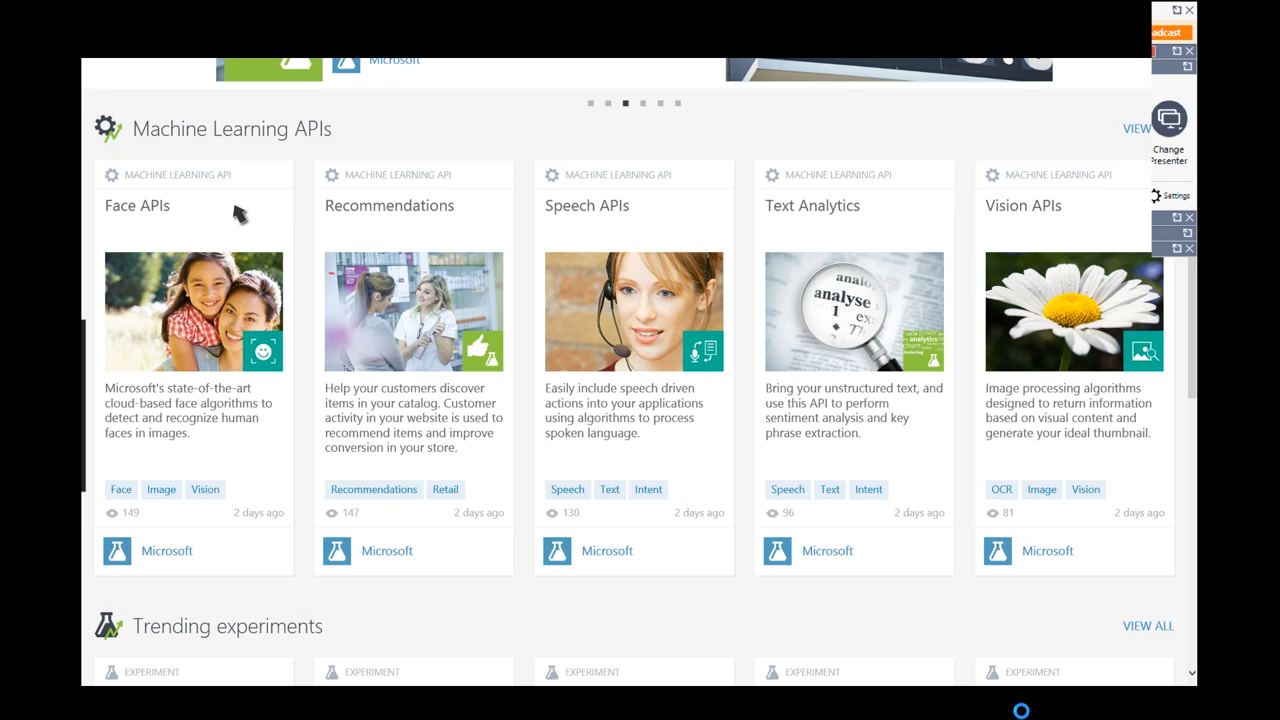 Microsoft
adcast
Machine Learning APIs
VIEW
Change
Presenter
Settings
MACHINE LEARNING API
Face APIs
Microsoft's state-of-the-art
cloud-based face algorithms to
detect and recognize human
faces in images.
Face Image Vision
149 2 days ago
Microsoft
MACHINE LEARNING API
Recommendations
Help your customers discover
items in your catalog. Customer
activity in your website is used to
recommend items and improve
conversion in your store.
Recommendations Retail
147 2 days ago
Microsoft
MACHINE LEARNING API
Speech APIs
Easily include speech driven
actions into your applications
using algorithms to process
spoken language.
Speech Text Intent
130 2 days ago
Microsoft
MACHINE LEARNING API
Text Analytics
analyse
analytics
Bring your unstructured text, and
use this API to perform
sentiment analysis and key
phrase extraction.
Speech Text Intent
96 2 days ago
Microsoft
MACHINE LEARNING API
Vision APIs
Image processing algorithms
designed to return information
based on visual content and
generate your ideal thumbnail.
OCR Image Vision
81 2 days ago
Microsoft
Trending experiments
VIEW ALL
EXPERIMENT
EXPERIMENT
EXPERIMENT
EXPERIMENT
EXPERIMENT